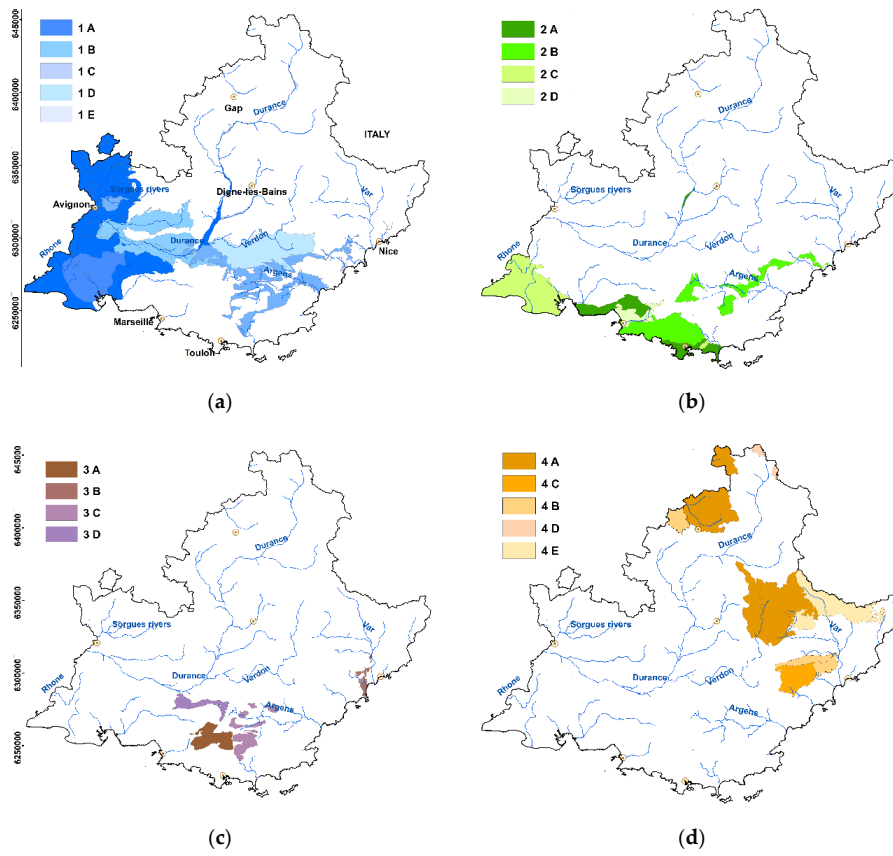 6450000
6400000
6350000
6300000
6250000
1 A
1 B
1 C
1 D
1 E
Gap
Durance
ITALY
Sorgues rivers
Digne-les-Bains
Var
Avignon
Rhone
Durance
Verdon
Nice
Argens
Marseille
Toulon
(a)
2 A
2 B
2 C
2 D
Durance
Sorgues rivers
Var
Rhone
Durance
Verdon
Argens
(b)
645000
6400000
6350000
6300000
6250000
3 A
3 B
3 C
3 D
Durance
Sorgues rivers
Var
Rhone
Durance
Verdon
Argens
(c)
4 A
4 C
4 B
4 D
4 E
Durance
Sorgues rivers
Var
Rhone
Durance
Verdon
Argens
(d)